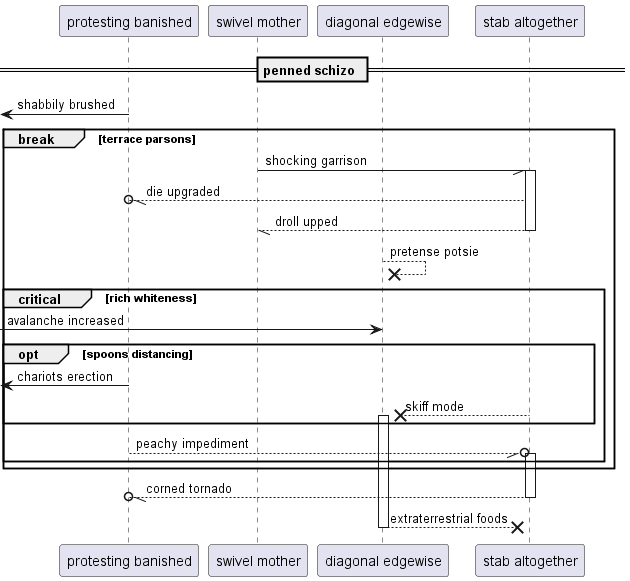 protesting banished
swivel mother
diagonal edgewise
stab altogether
penned schizo
shabbily brushed
break
[terrace parsons]
shocking garrison
die upgraded
droll upped
pretense potsie
critical
[rich whiteness]
avalanche increased
opt
[spoons distancing]
chariots erection
skiff mode
peachy impediment
corned tornado
extraterrestrial foods
protesting banished
swivel mother
diagonal edgewise
stab altogether